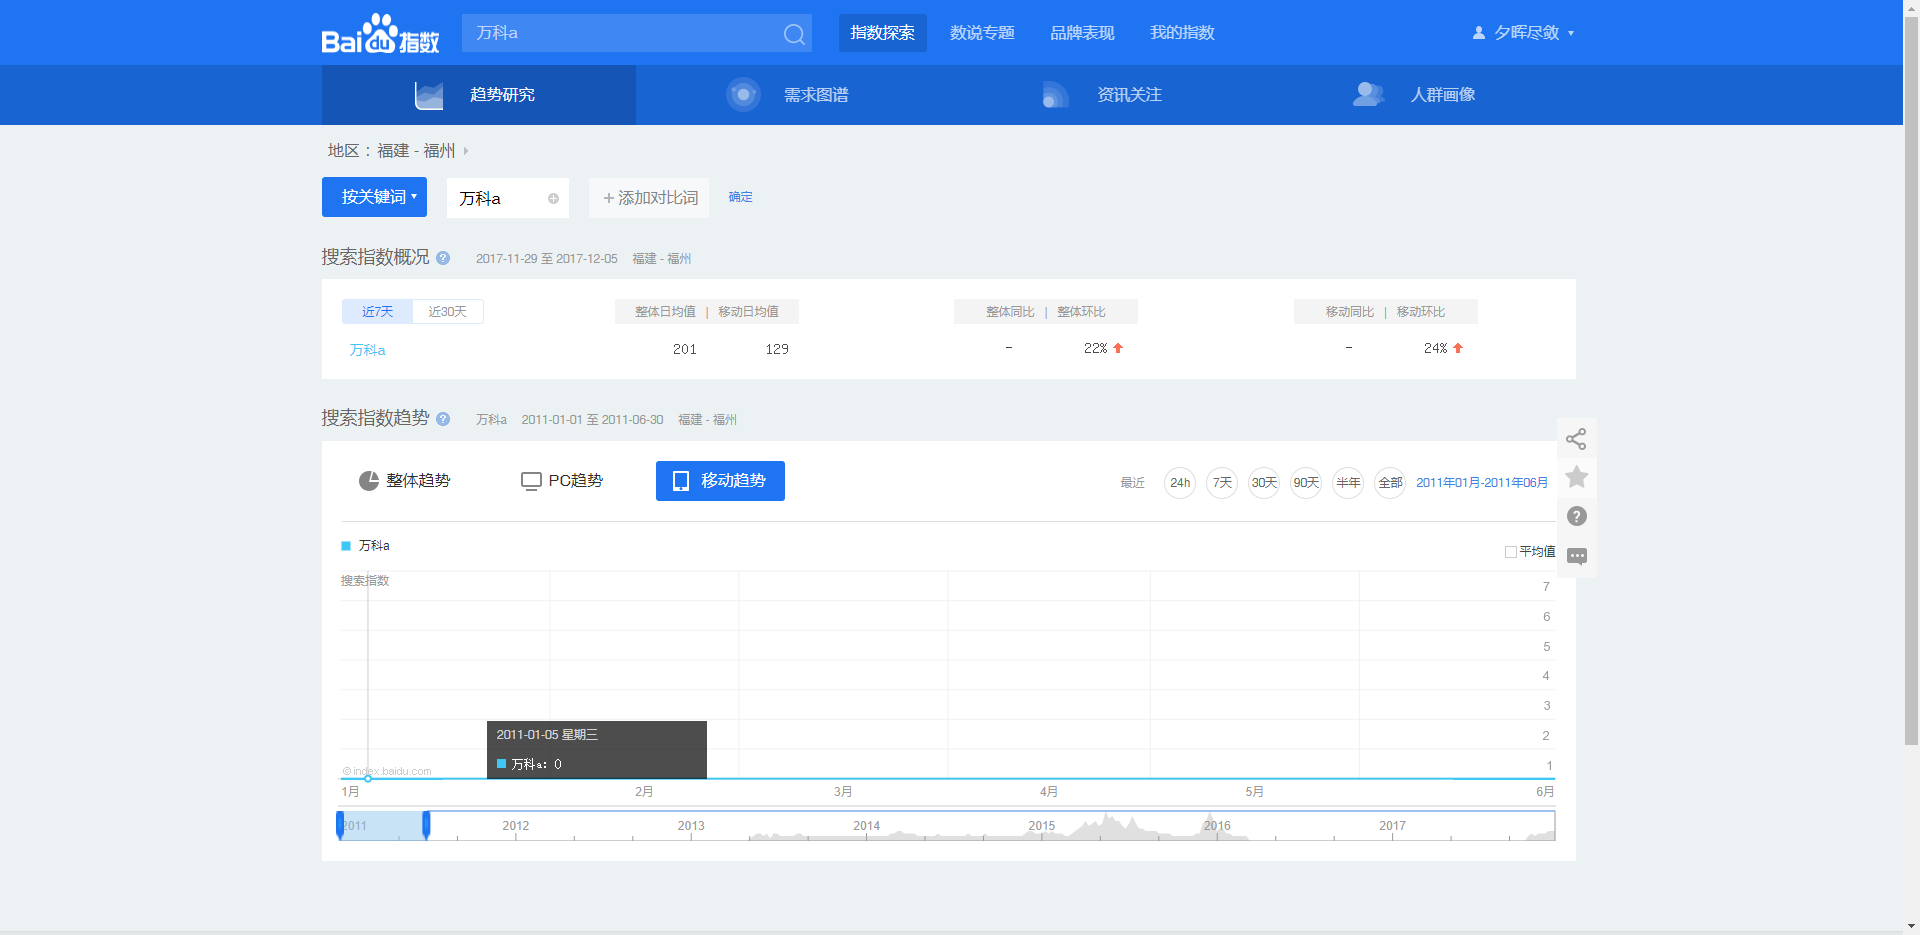 Bai du 指数 万科a 指数探索 数说专题 品牌表现 我的指数 夕晖尽敛
趋势研究 需求图谱 资讯关注 人群画像
地区： 福建 - 福州
按关键词 万科a + 添加对比词 确定
搜索指数概况 ? 2017-11-29 至 2017-12-05 福建 - 福州
近7天 近30天 整体日均值 | 移动日均值 整体同比 | 整体环比 移动同比 | 移动环比
万科a 201 129 - 22% - 24%
搜索指数趋势 ? 万科a 2011-01-01 至 2011-06-30 福建 - 福州
整体趋势 PC趋势 移动趋势 最近 24h 7天 30天 90天 半年 全部 2011年01月-2011年06月
?
万科a
平均值
搜索指数
7
6
5
4
3
2
1
2011-01-05 星期三
万科a: 0
©index.baidu.com
1月 2月 3月 4月 5月 6月
2011 2012 2013 2014 2015 2016 2017